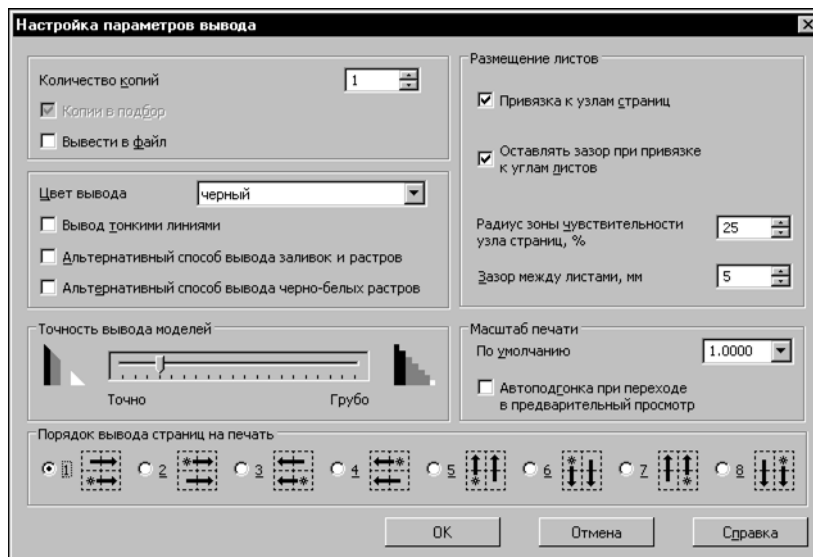 Настройка параметров вывода
Количество копий
1
Копии в подбор
Вывести в файл
Цвет вывода
черный
Вывод тонкими линиями
Альтернативный способ вывода заливок и растров
Альтернативный способ вывода черно-белых растров
Размещение листов
Привязка к узлам страниц
Оставлять зазор при привязке
к углам листов
Радиус зоны чувствительности
узла страниц, %
25
Зазор между листами, мм
5
Точность вывода моделей
Точно
Грубо
Масштаб печати
По умолчанию
1.0000
Автоподгонка при переходе
в предварительный просмотр
Порядок вывода страниц на печать
1 2 3 4 5 6 7 8
OK
Отмена
Справка